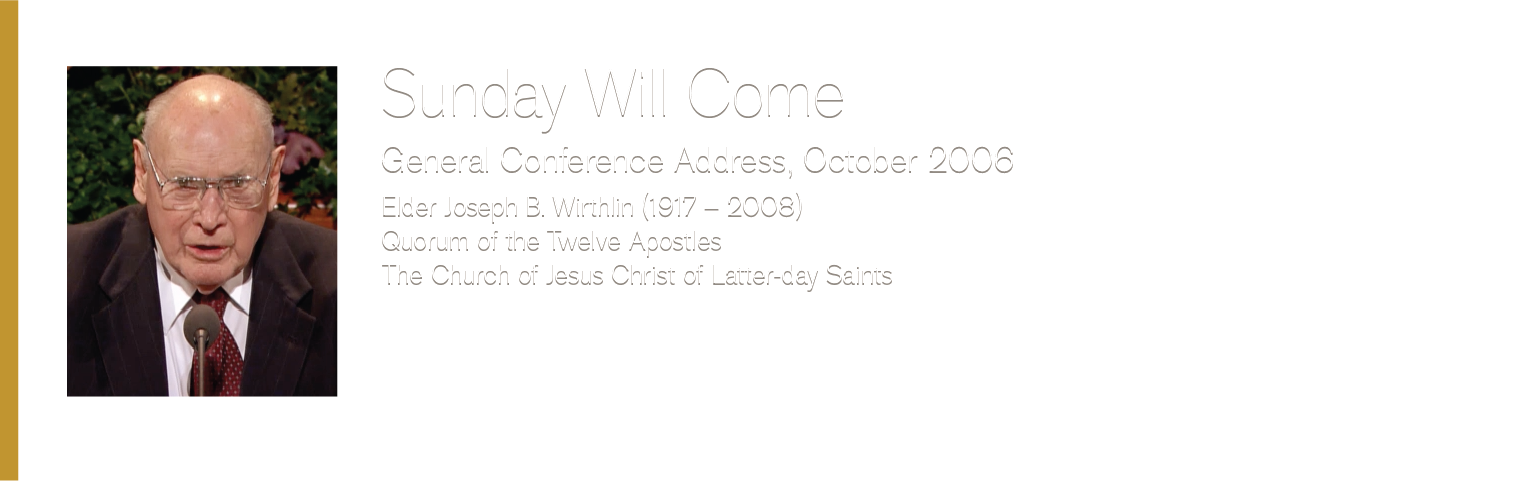 Sunday Will Come
General Conference Address, October 2006
Elder Joseph B. Wirthlin (1917 – 2008)
Quorum of the Twelve Apostles
The Church of Jesus Christ of Latter-day Saints